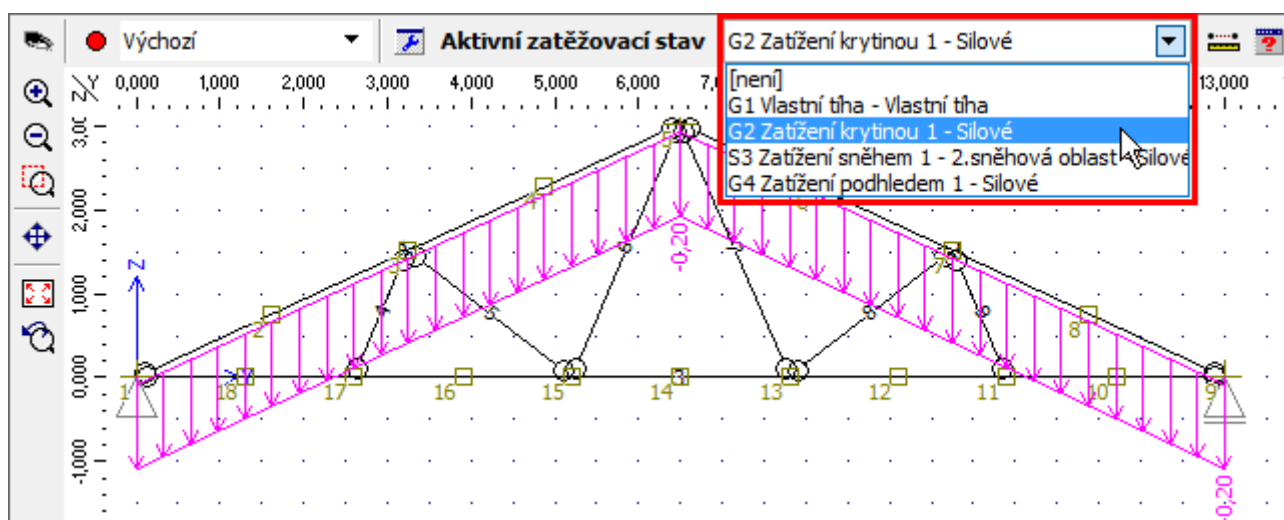 Výchozí Aktivní zatěžovací stav G2 Zatížení krytinou 1 - Silové
[není]
G1 Vlastní tíha - Vlastní tíha
G2 Zatížení krytinou 1 - Silové
S3 Zatížení sněhem 1 - 2.sněhová oblast - Silové
G4 Zatížení podhledem 1 - Silové
Z/Y 0,000 1,000 2,000 3,000 4,000 5,000 6,000 13,000
2,000
1,000
0,000
-1,000
Z
5
4
3
2
7
8
-0,20
1 18 17 16 15 14 13 12 11 10 9
-0,20